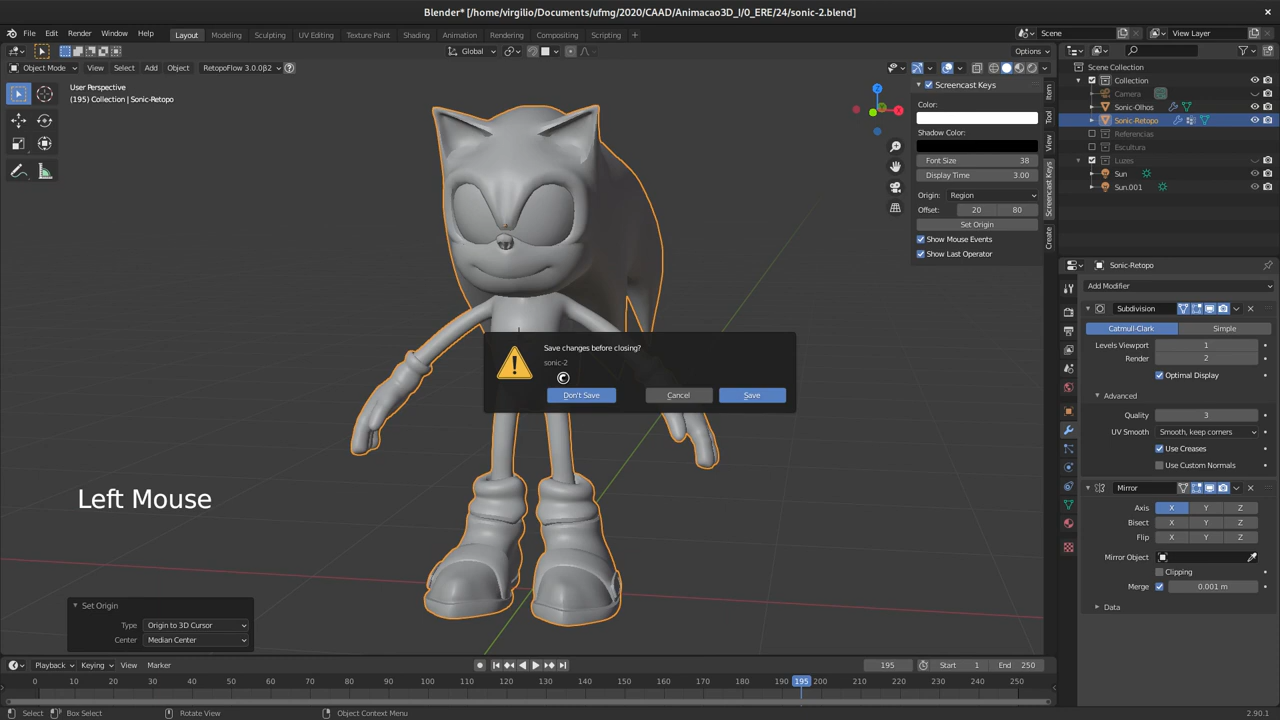 Blender* [/home/virgilio/Documents/ufmg/2020/CAAD/Animacao3D_I/0_ERE/24/sonic-2.blend]
File Edit Render Window Help Layout Modeling Sculpting UV Editing Texture Paint Shading Animation Rendering Compositing Scripting + Scene View Layer
Global Options
Object Mode View Select Add Object RetopoFlow 3.0.0β2
User Perspective
(195) Collection | Sonic-Retopo
Screencast Keys
Color:
Shadow Color:
Font Size 38
Display Time 3.00
Origin: Region
Offset: 20 80
Set Origin
Show Mouse Events
Show Last Operator
Item
Tool
View
Screencast Keys
Create
X
Z
Scene Collection
Collection
Camera
Sonic-Olhos
Sonic-Retopo
Referencias
Escultura
Luzes
Sun
Sun.001
Sonic-Retopo
Add Modifier
Subdivision
Catmull-Clark Simple
Levels Viewport 1
Render 2
Optimal Display
Advanced
Quality 3
UV Smooth Smooth, keep corners
Use Creases
Use Custom Normals
Mirror
Axis X Y Z
Bisect X Y Z
Flip X Y Z
Mirror Object
Clipping
Merge 0.001 m
Data
Save changes before closing?
sonic-2
Don't Save Cancel Save
Left Mouse
Set Origin
Type Origin to 3D Cursor
Center Median Center
Playback Keying View Marker 195 Start 1 End 250
0 10 20 30 40 50 60 70 80 90 100 110 120 130 140 150 160 170 180 190 195 200 210 220 230 240 250
Select Box Select Rotate View Object Context Menu 2.90.1